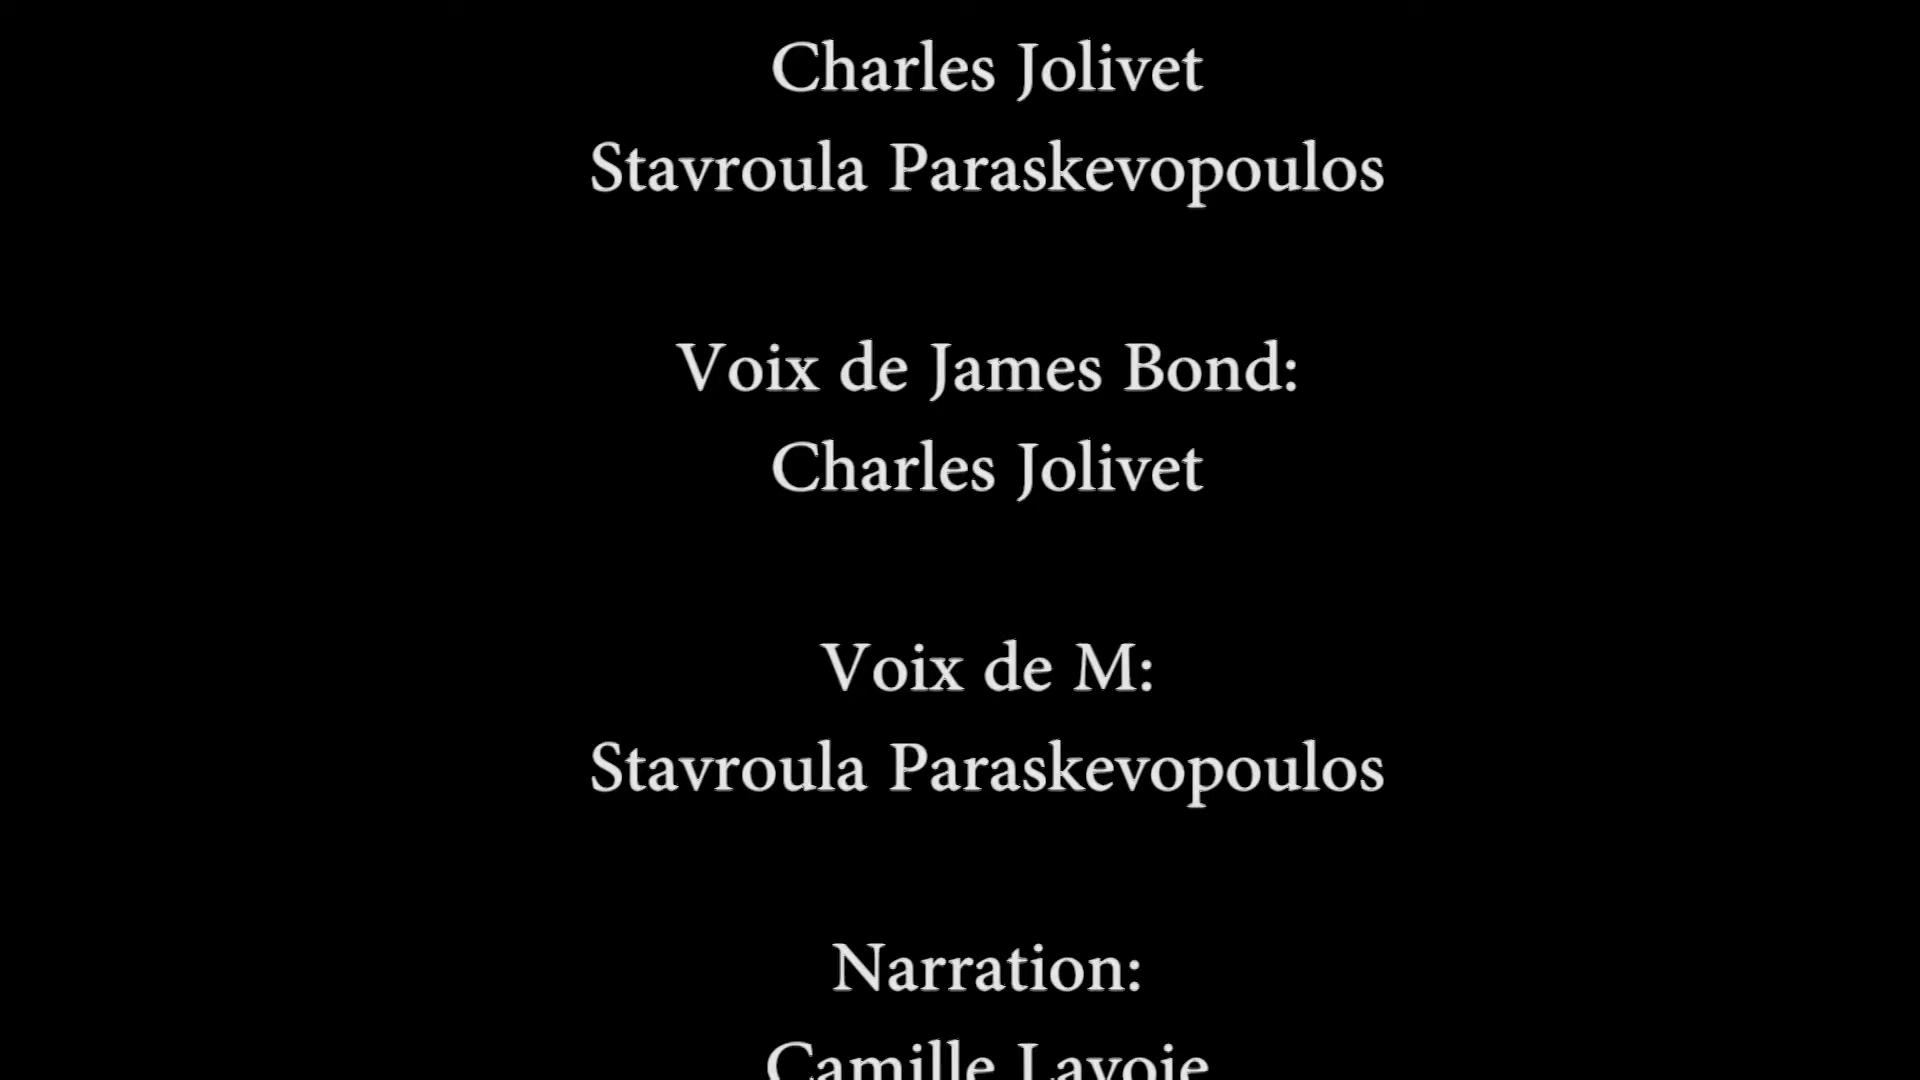 Charles Jolivet
Stavroula Paraskevopoulos
Voix de James Bond:
Charles Jolivet
Voix de M:
Stavroula Paraskevopoulos
Narration:
Camille Lavoie